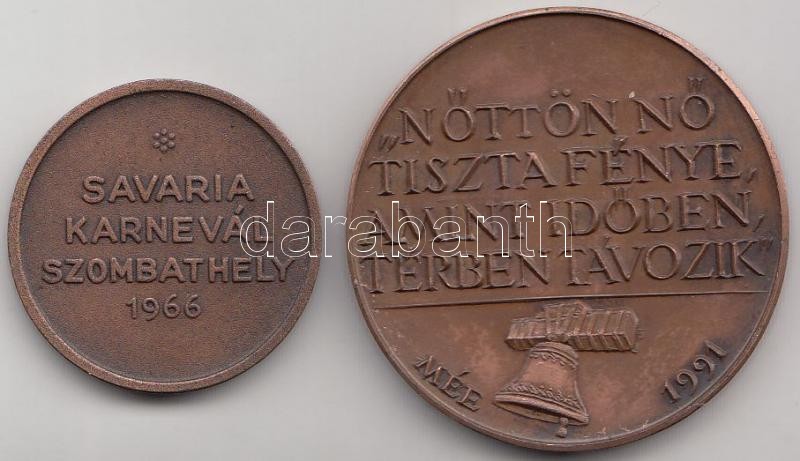 SAVARIA
KARNEVÁL
SZOMBATHELY
1966
„NŐTTÖN NŐ
TISZTA FÉNYE,
AMINT IDŐBEN,
TÉRBEN TÁVOZIK”
MÉE 1991
darabanth